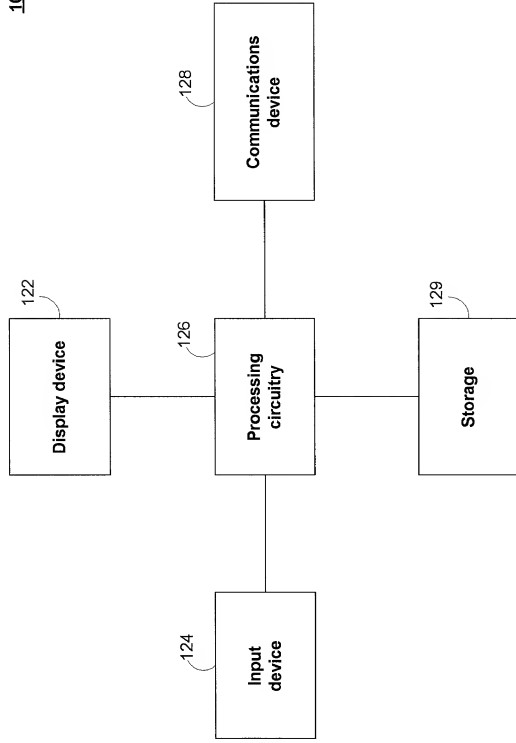 122
Display device
124
Input
device
126
Processing
circuitry
128
Communications
device
129
Storage